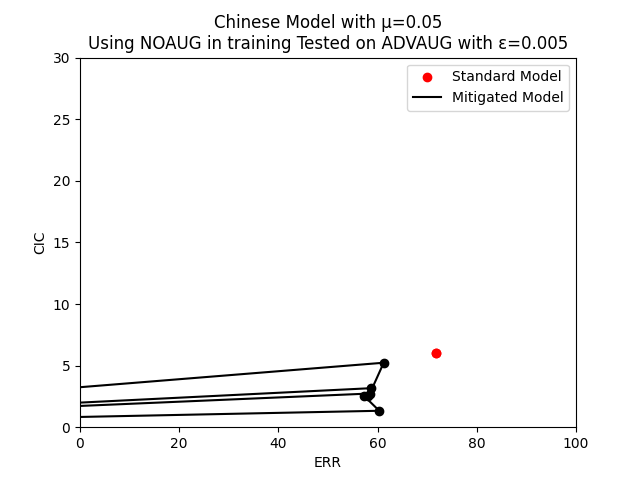 Chinese Model with μ=0.05
Using NOAUG in training Tested on ADVAUG with ε=0.005
Standard Model
Mitigated Model
30
25
20
15
10
5
0
CIC
0 20 40 60 80 100
ERR